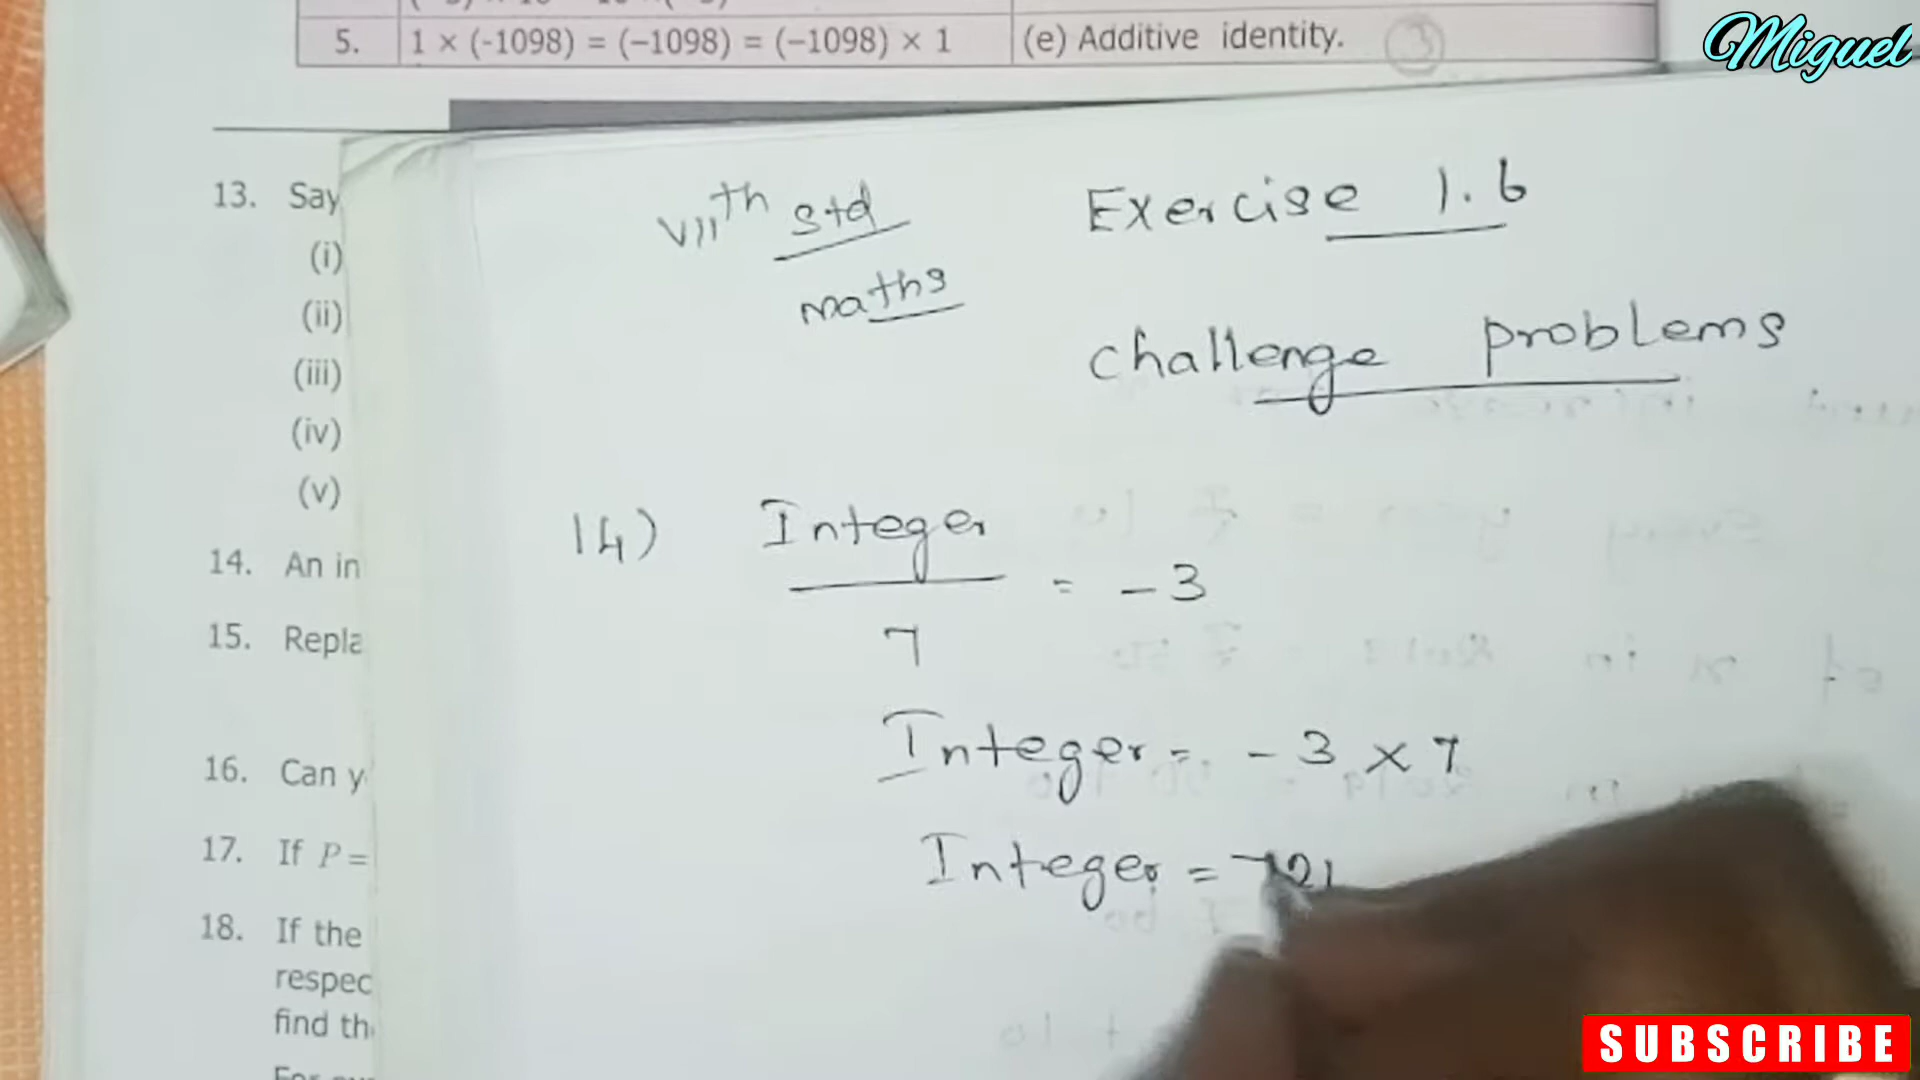 5. 1 × (-1098) = (−1098) = (−1098) × 1 (e) Additive identity. 3
Miguel
13. Say
(i)
(ii)
(iii)
(iv)
(v)
14. An in
15. Repla
16. Can y
17. If P =
18. If the
respec
find th
VIIth Std
maths
Exercise 1.6
challenge problems
14) Integer
= -3
7
Integer = -3 × 7
Integer = -21
SUBSCRIBE